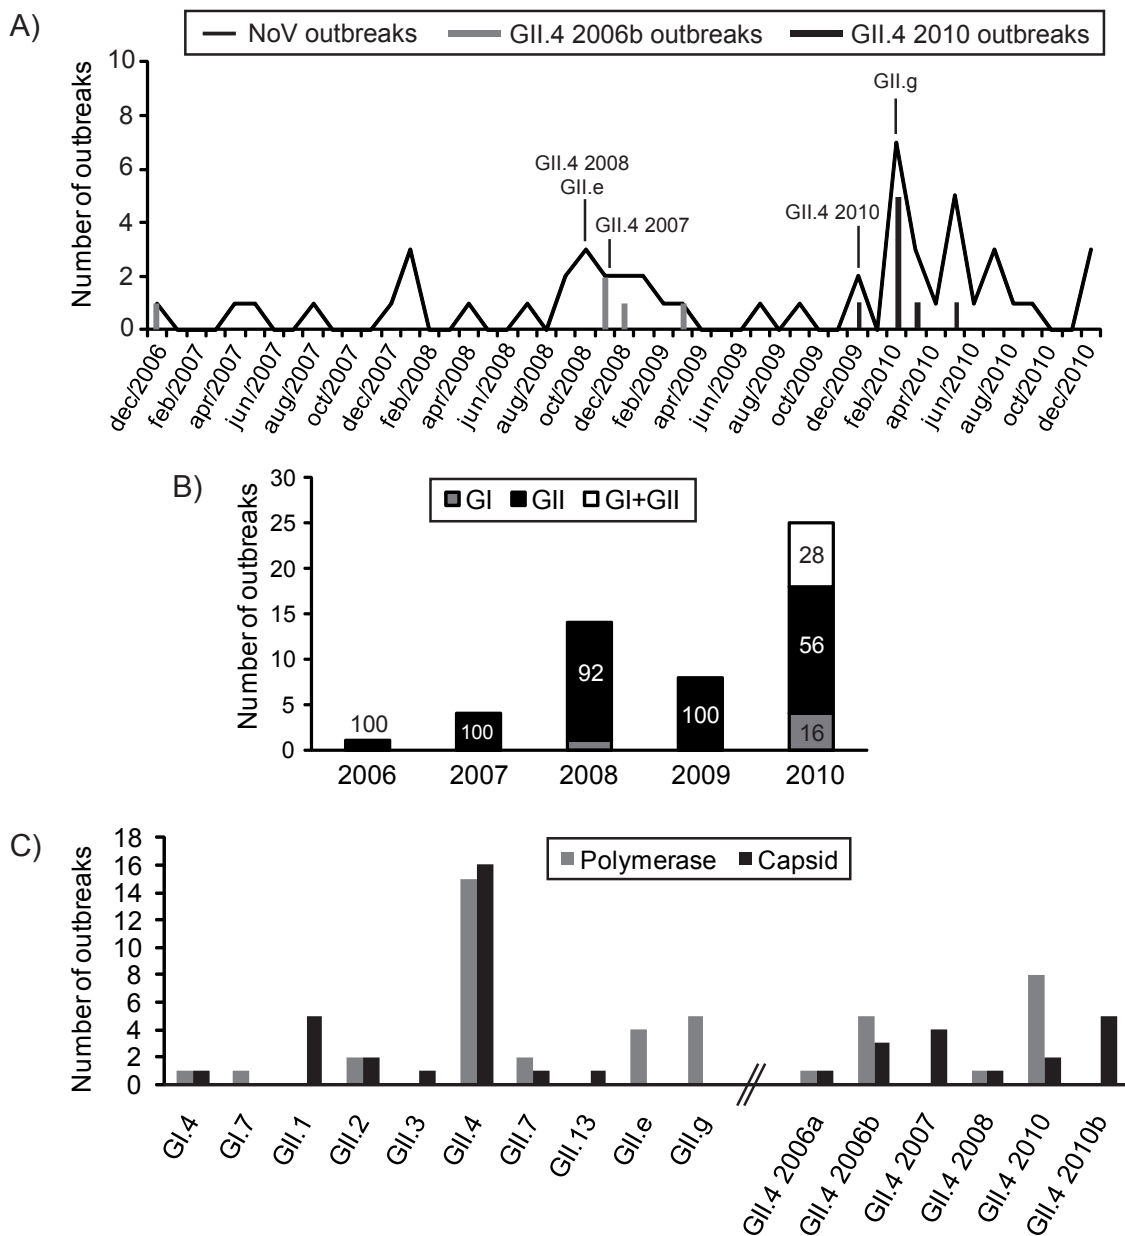 A)
NoV outbreaks GII.4 2006b outbreaks GII.4 2010 outbreaks
Number of outbreaks
10
8
6
4
2
0
GII.4 2008
GII.e
GII.4 2007
GII.4 2010
GII.g
dec/2006 feb/2007 apr/2007 jun/2007 aug/2007 oct/2007 dec/2007 feb/2008 apr/2008 jun/2008 aug/2008 oct/2008 dec/2008 feb/2009 apr/2009 jun/2009 aug/2009 oct/2009 dec/2009 feb/2010 apr/2010 jun/2010 aug/2010 oct/2010 dec/2010
B)
GI GII GI+GII
Number of outbreaks
30
25
20
15
10
5
0
100
100
92
100
28
56
16
2006 2007 2008 2009 2010
C)
Polymerase Capsid
Number of outbreaks
18
16
14
12
10
8
6
4
2
0
GI.4 GI.7 GII.1 GII.2 GII.3 GII.4 GII.7 GII.13 GII.e GII.g GII.4 2006a GII.4 2006b GII.4 2007 GII.4 2008 GII.4 2010 GII.4 2010b